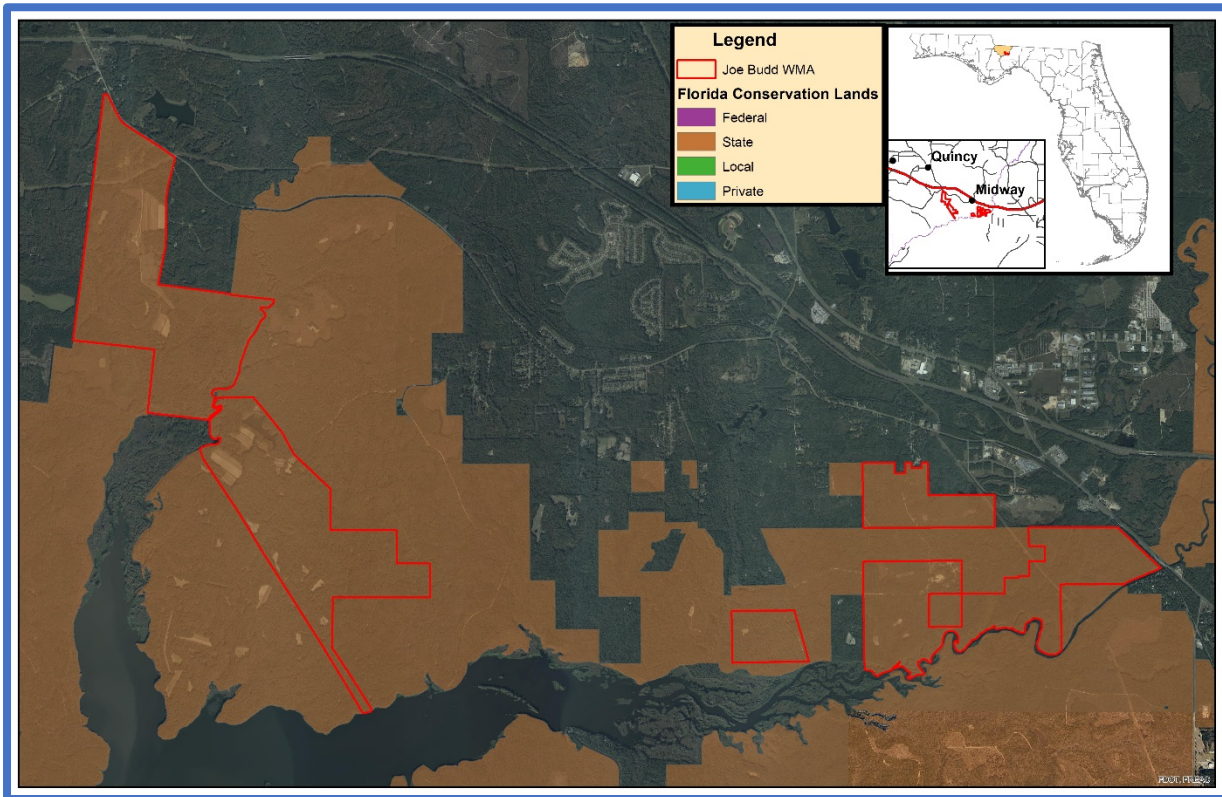 Legend
Joe Budd WMA
Florida Conservation Lands
Federal
State
Local
Private
Quincy
Midway